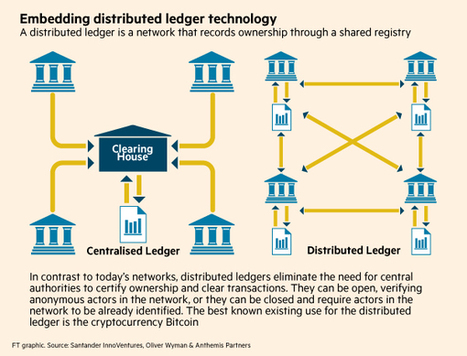 Embedding distributed ledger technology
A distributed ledger is a network that records ownership through a shared registry
Clearing
House
Centralised Ledger
Distributed Ledger
In contrast to today's networks, distributed ledgers eliminate the need for central
authorities to certify ownership and clear transactions. They can be open, verifying
anonymous actors in the network, or they can be closed and require actors in the
network to be already identified. The best known existing use for the distributed
ledger is the cryptocurrency Bitcoin
FT graphic. Source: Santander InnoVentures, Oliver Wyman & Anthemis Partners